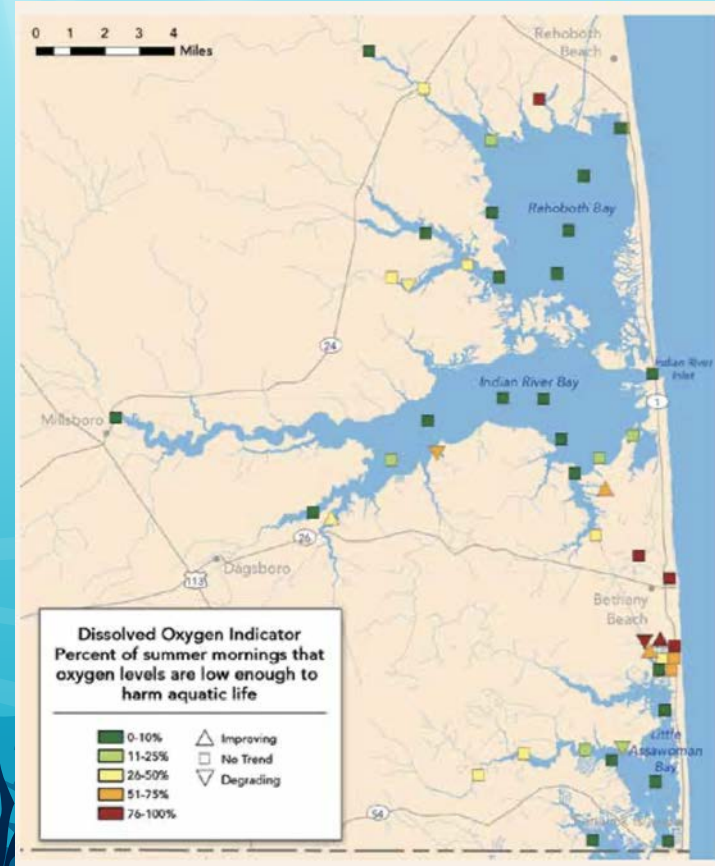 0 1 2 3 4
Miles
Rehoboth
Beach
Rehoboth Bay
24
Indian River
Inlet
Indian River Bay
1
Millsboro
26
113
Dagsboro
Bethany
Beach
Dissolved Oxygen Indicator
Percent of summer mornings that
oxygen levels are low enough to
harm aquatic life
0-10%
11-25%
26-50%
51-75%
76-100%
Improving
No Trend
Degrading
Little
Assawoman
Bay
54